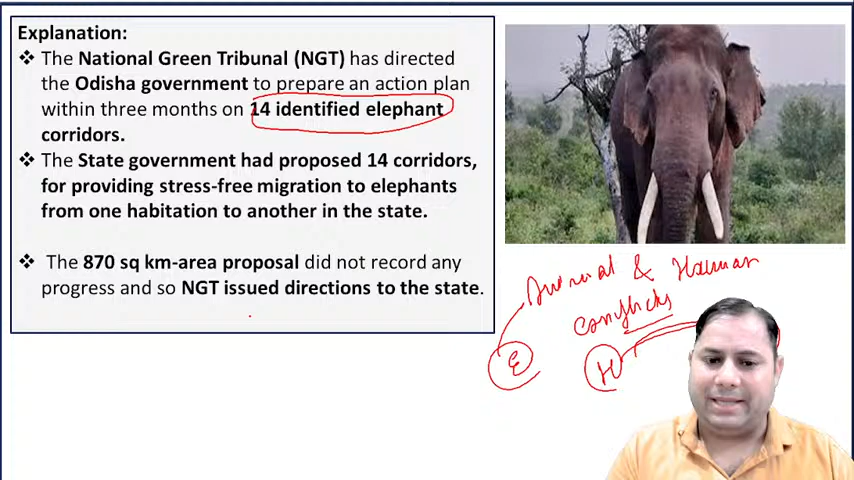 Explanation:
❖ The National Green Tribunal (NGT) has directed
the Odisha government to prepare an action plan
within three months on 14 identified elephant
corridors.
❖ The State government had proposed 14 corridors,
for providing stress-free migration to elephants
from one habitation to another in the state.
❖ The 870 sq km-area proposal did not record any
progress and so NGT issued directions to the state.
Animal & Human
Conflicts
E
H